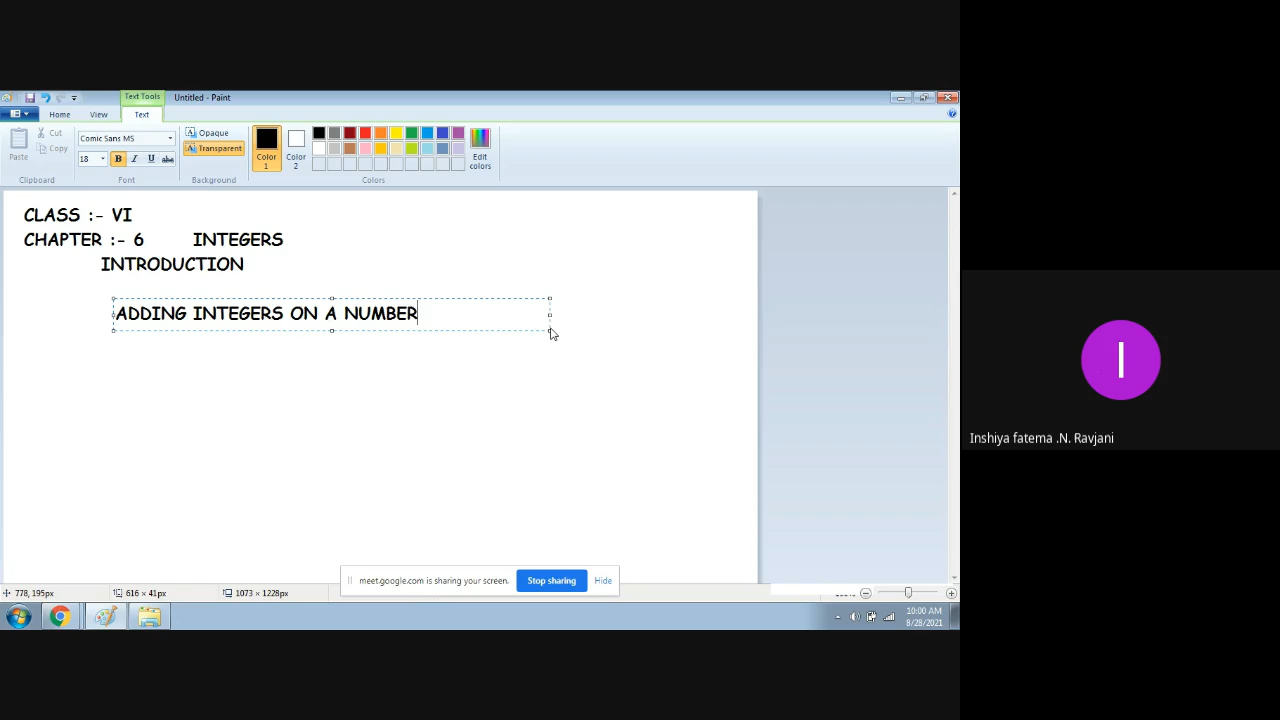 Text Tools
Untitled - Paint
Home View Text
Paste
Cut
Copy
Clipboard
Comic Sans MS
18 B I U abc
Font
Opaque
Transparent
Background
Color 1
Color 2
Edit colors
Colors
CLASS :- VI
CHAPTER :- 6 INTEGERS
INTRODUCTION
ADDING INTEGERS ON A NUMBER
I
Inshiya fatema .N. Ravjani
meet.google.com is sharing your screen. Stop sharing Hide
778, 195px 616 × 41px 1073 × 1228px
10:00 AM
8/28/2021